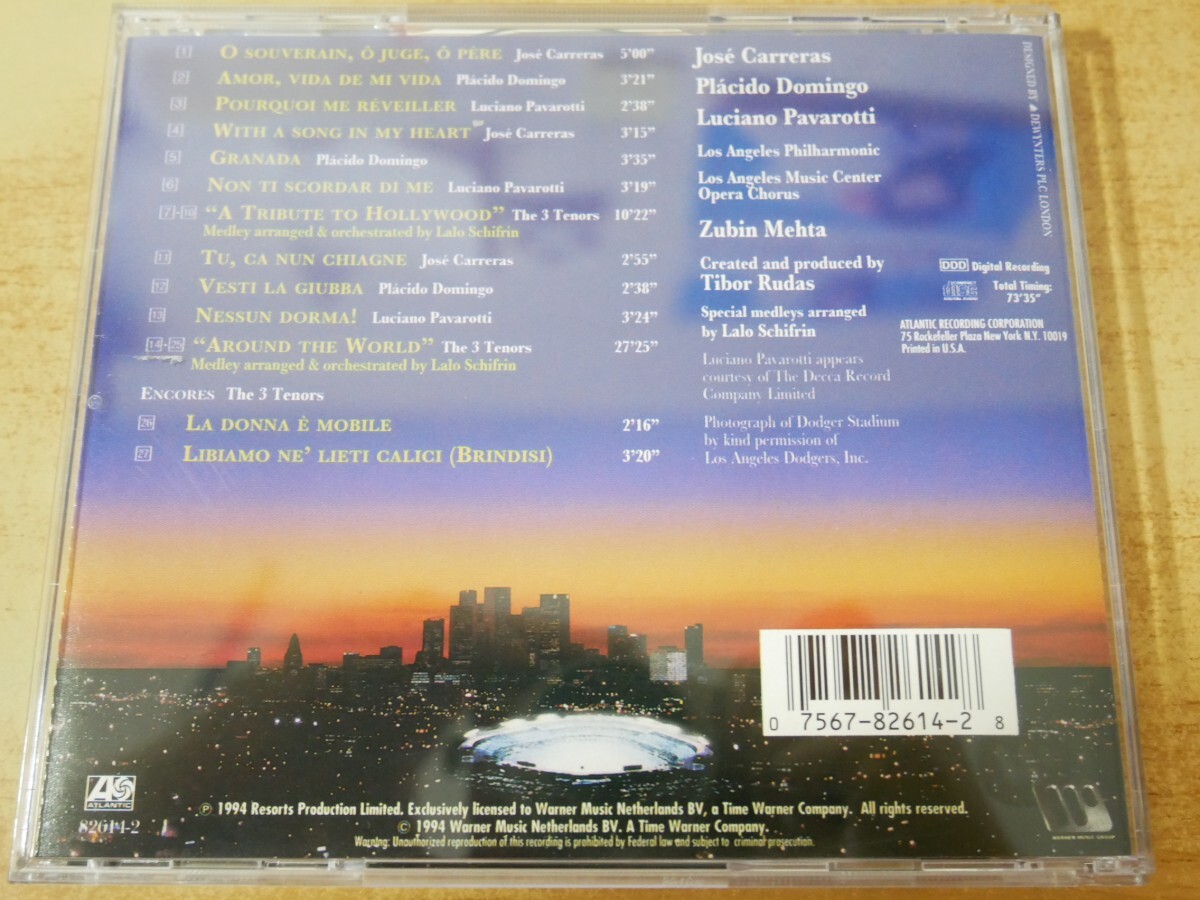 1 O SOUVERAIN, Ô JUGE, Ô PÈRE José Carreras 5'00"
2 AMOR, VIDA DE MI VIDA Plácido Domingo 3'21"
3 POURQUOI ME RÉVEILLER Luciano Pavarotti 2'38"
4 WITH A SONG IN MY HEART José Carreras 3'15"
5 GRANADA Plácido Domingo 3'35"
6 NON TI SCORDAR DI ME Luciano Pavarotti 3'19"
7-10 "A TRIBUTE TO HOLLYWOOD" The 3 Tenors 10'22"
Medley arranged & orchestrated by Lalo Schifrin
11 TU, CA NUN CHIAGNE José Carreras 2'55"
12 VESTI LA GIUBBA Plácido Domingo 2'38"
13 NESSUN DORMA! Luciano Pavarotti 3'24"
14-25 "AROUND THE WORLD" The 3 Tenors 27'25"
Medley arranged & orchestrated by Lalo Schifrin
ENCORES The 3 Tenors
26 LA DONNA È MOBILE 2'16"
27 LIBIAMO NE' LIETI CALICI (BRINDISI) 3'20"
José Carreras
Plácido Domingo
Luciano Pavarotti
Los Angeles Philharmonic
Los Angeles Music Center
Opera Chorus
Zubin Mehta
Created and produced by
Tibor Rudas
Special medleys arranged
by Lalo Schifrin
Luciano Pavarotti appears
courtesy of The Decca Record
Company Limited
Photograph of Dodger Stadium
by kind permission of
Los Angeles Dodgers, Inc.
DESIGNED BY DEWYNTERS PLC LONDON
DDD Digital Recording
COMPACT
disc
DIGITAL AUDIO
Total Timing:
73'35"
ATLANTIC RECORDING CORPORATION
75 Rockefeller Plaza New York N.Y. 10019
Printed in U.S.A.
0 7567-82614-2 8
ATLANTIC
82614-2
℗ 1994 Resorts Production Limited. Exclusively licensed to Warner Music Netherlands BV, a Time Warner Company. All rights reserved.
© 1994 Warner Music Netherlands BV. A Time Warner Company.
Warning: Unauthorized reproduction of this recording is prohibited by Federal law and subject to criminal prosecution.
WARNER MUSIC GROUP